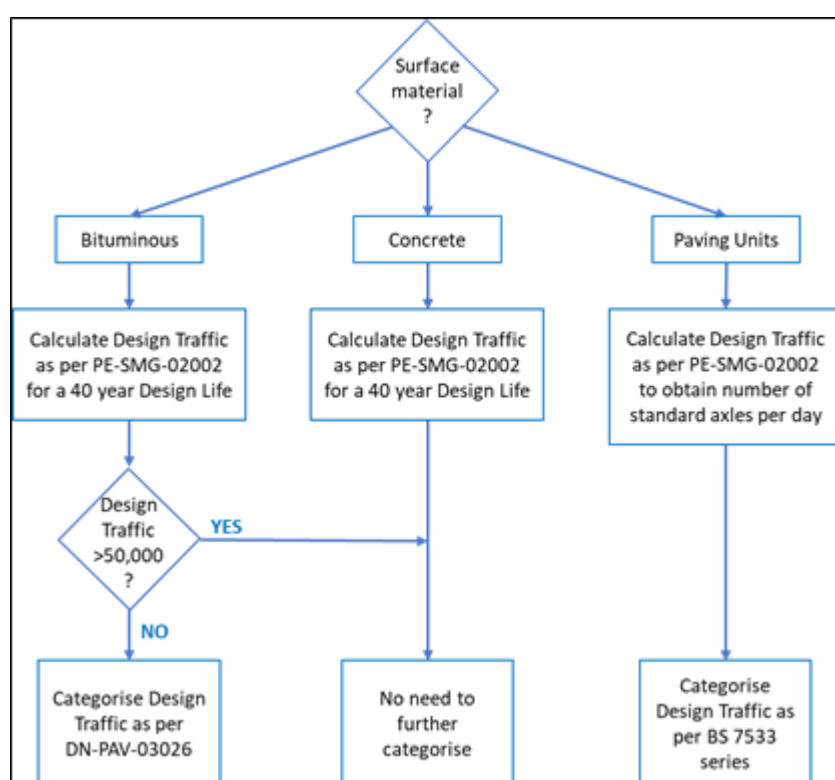 Surface
material
?
Bituminous
Concrete
Paving Units
Calculate Design Traffic
as per PE-SMG-02002
for a 40 year Design Life
Calculate Design Traffic
as per PE-SMG-02002
for a 40 year Design Life
Calculate Design Traffic
as per PE-SMG-02002
to obtain number of
standard axles per day
Design
Traffic
>50,000
?
YES
NO
Categorise Design
Traffic as per
DN-PAV-03026
No need to
further
categorise
Categorise
Design Traffic as
per BS 7533
series